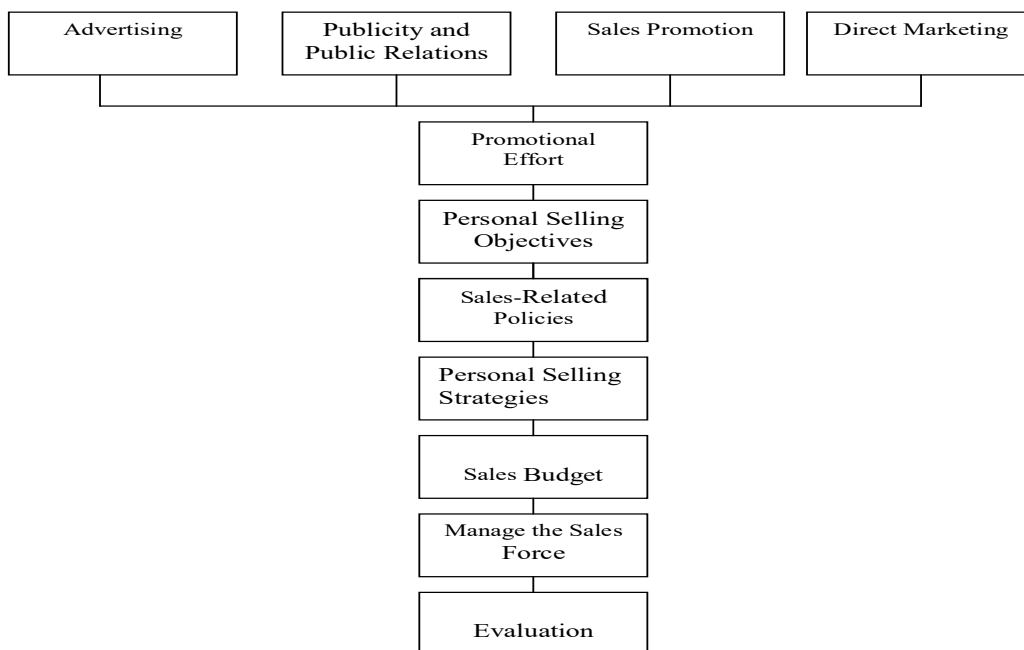 Advertising
Publicity and
Public Relations
Sales Promotion
Direct Marketing
Promotional
Effort
Personal Selling
Objectives
Sales-Related
Policies
Personal Selling
Strategies
Sales Budget
Manage the Sales
Force
Evaluation